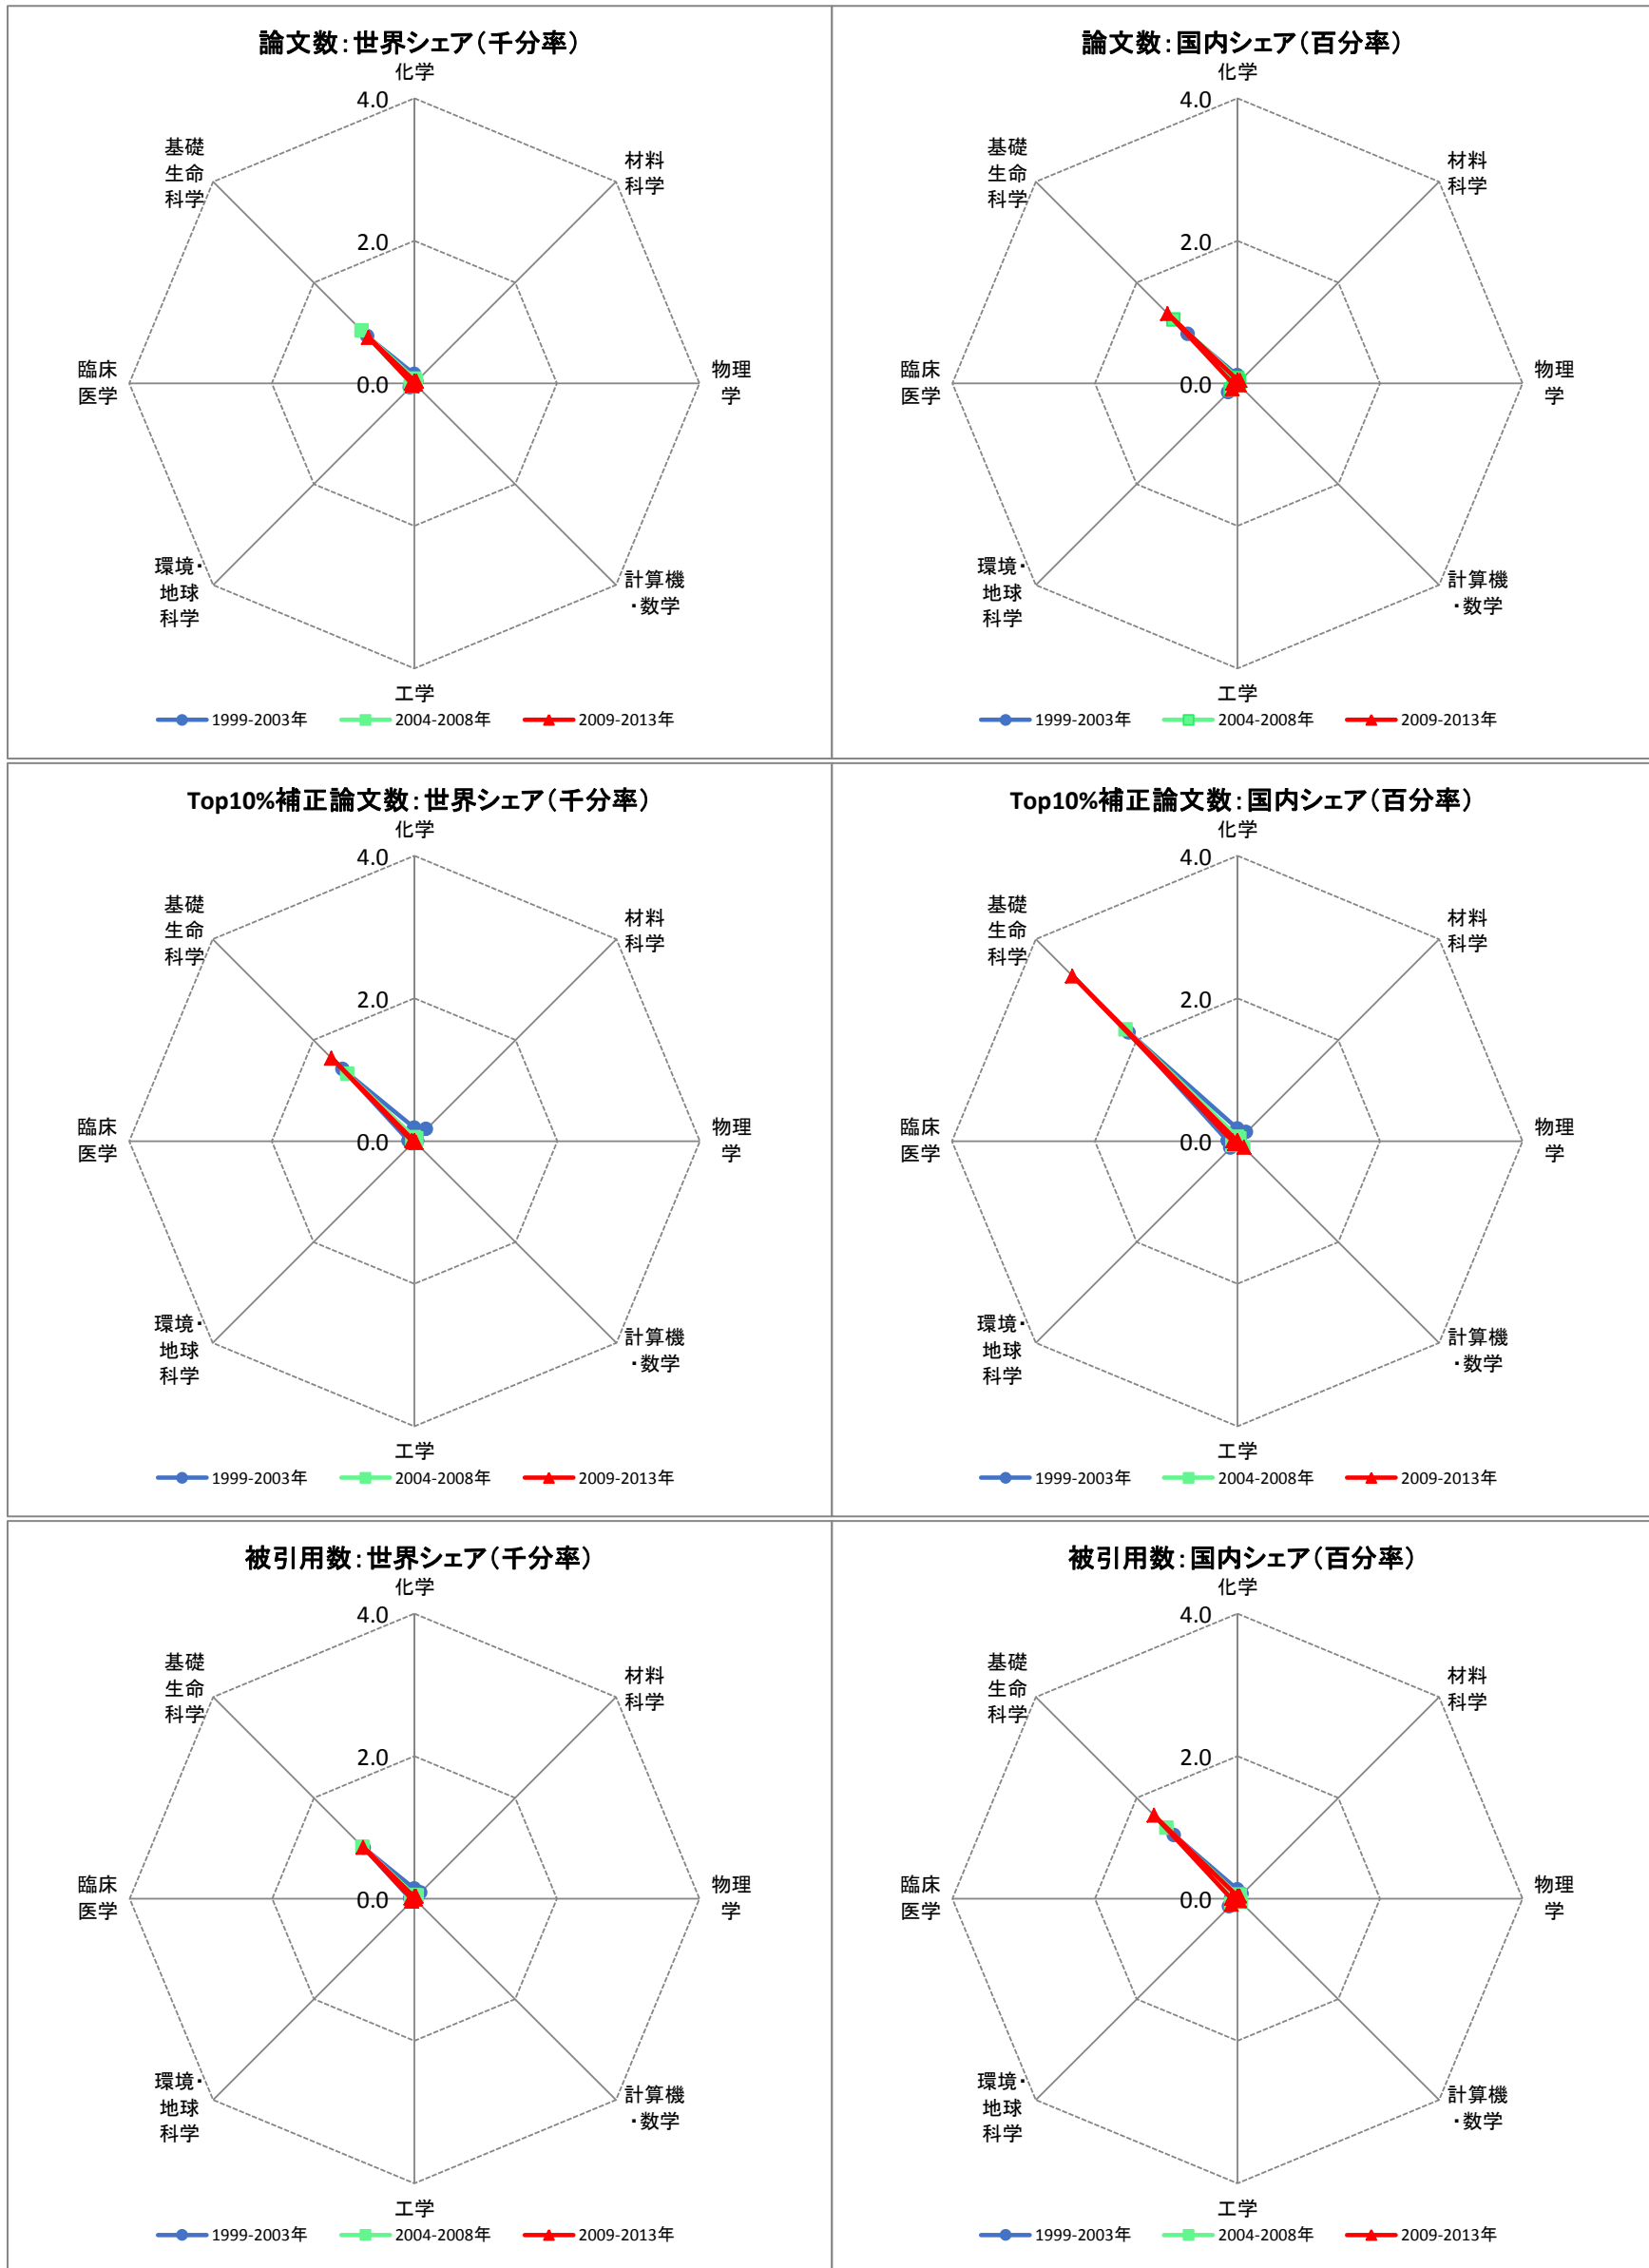 論文数：世界シェア（千分率）
化学
4.0
基礎
生命
科学
材料
科学
2.0
臨床
医学
0.0
物理
学
環境・
地球
科学
計算機
・数学
工学
1999-2003年
2004-2008年
2009-2013年
論文数：国内シェア（百分率）
化学
4.0
基礎
生命
科学
材料
科学
2.0
臨床
医学
0.0
物理
学
環境・
地球
科学
計算機
・数学
工学
1999-2003年
2004-2008年
2009-2013年
Top10%補正論文数：世界シェア（千分率）
化学
4.0
基礎
生命
科学
材料
科学
2.0
臨床
医学
0.0
物理
学
環境・
地球
科学
計算機
・数学
工学
1999-2003年
2004-2008年
2009-2013年
Top10%補正論文数：国内シェア（百分率）
化学
4.0
基礎
生命
科学
材料
科学
2.0
臨床
医学
0.0
物理
学
環境・
地球
科学
計算機
・数学
工学
1999-2003年
2004-2008年
2009-2013年
被引用数：世界シェア（千分率）
化学
4.0
基礎
生命
科学
材料
科学
2.0
臨床
医学
0.0
物理
学
環境・
地球
科学
計算機
・数学
工学
1999-2003年
2004-2008年
2009-2013年
被引用数：国内シェア（百分率）
化学
4.0
基礎
生命
科学
材料
科学
2.0
臨床
医学
0.0
物理
学
環境・
地球
科学
計算機
・数学
工学
1999-2003年
2004-2008年
2009-2013年